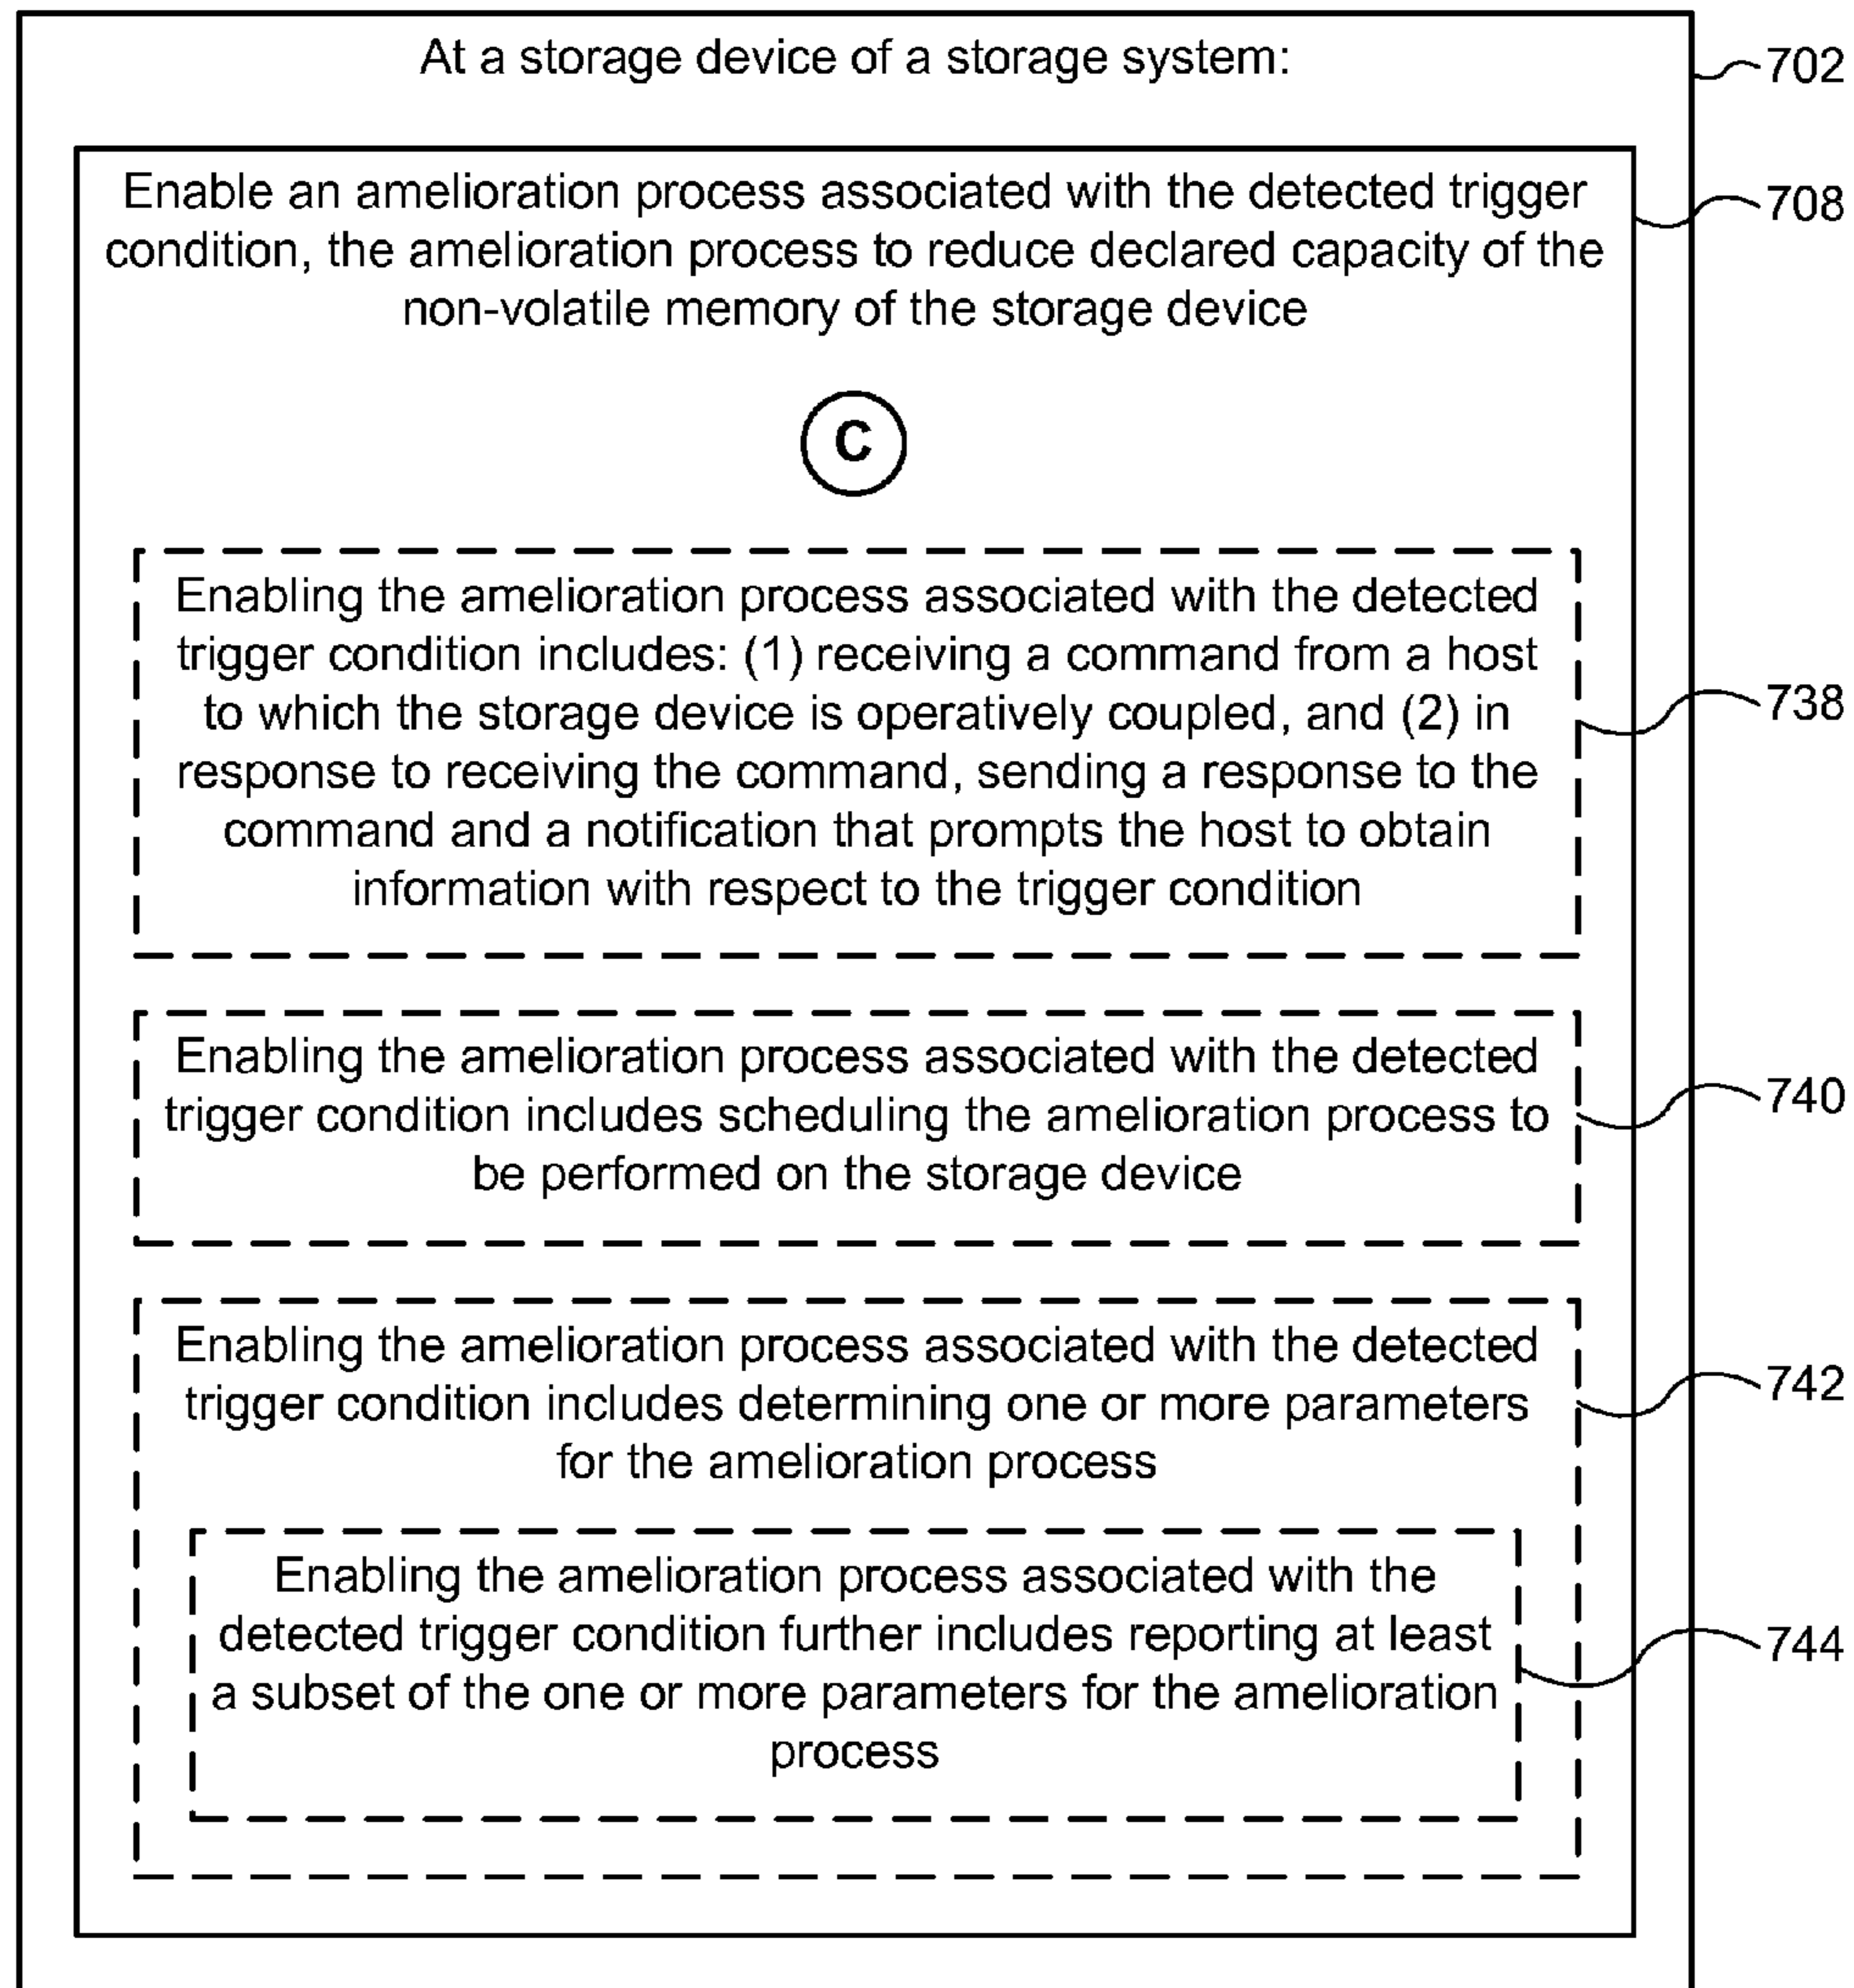 At a storage device of a storage system:
702
Enable an amelioration process associated with the detected trigger
condition, the amelioration process to reduce declared capacity of the
non-volatile memory of the storage device
708
C
Enabling the amelioration process associated with the detected
trigger condition includes: (1) receiving a command from a host
to which the storage device is operatively coupled, and (2) in
response to receiving the command, sending a response to the
command and a notification that prompts the host to obtain
information with respect to the trigger condition
738
Enabling the amelioration process associated with the detected
trigger condition includes scheduling the amelioration process to
be performed on the storage device
740
Enabling the amelioration process associated with the detected
trigger condition includes determining one or more parameters
for the amelioration process
742
Enabling the amelioration process associated with the
detected trigger condition further includes reporting at least
a subset of the one or more parameters for the amelioration
process
744